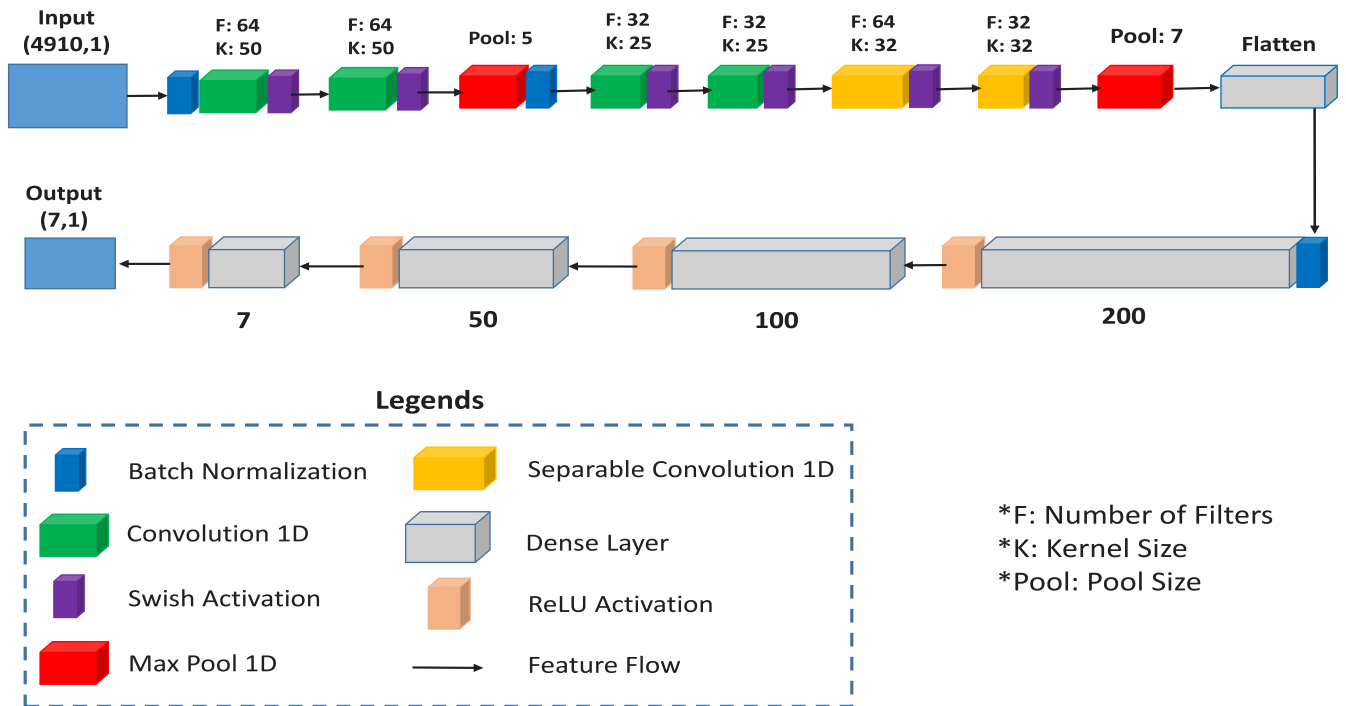 Input
(4910,1)
F: 64
K: 50
F: 64
K: 50
Pool: 5
F: 32
K: 25
F: 32
K: 25
F: 64
K: 32
F: 32
K: 32
Pool: 7
Flatten
Output
(7,1)
7
50
100
200
Legends
Batch Normalization
Separable Convolution 1D
Convolution 1D
Dense Layer
Swish Activation
ReLU Activation
Max Pool 1D
Feature Flow
*F: Number of Filters
*K: Kernel Size
*Pool: Pool Size